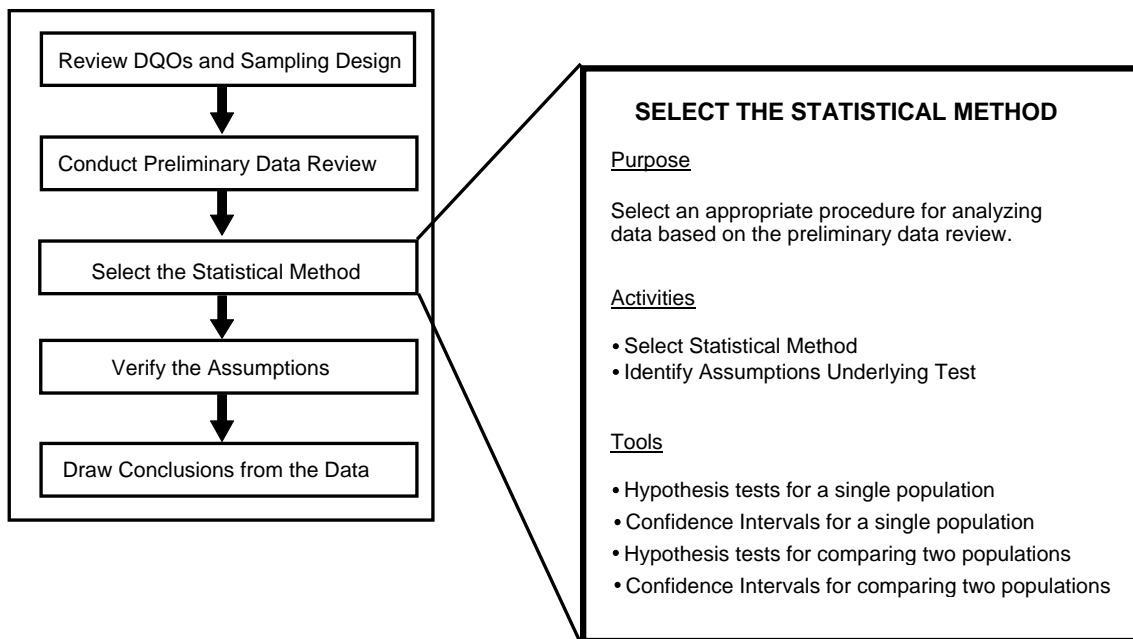 Review DQOs and Sampling Design
Conduct Preliminary Data Review
Select the Statistical Method
Verify the Assumptions
Draw Conclusions from the Data
SELECT THE STATISTICAL METHOD
Purpose
Select an appropriate procedure for analyzing
data based on the preliminary data review.
Activities
• Select Statistical Method
• Identify Assumptions Underlying Test
Tools
• Hypothesis tests for a single population
• Confidence Intervals for a single population
• Hypothesis tests for comparing two populations
• Confidence Intervals for comparing two populations